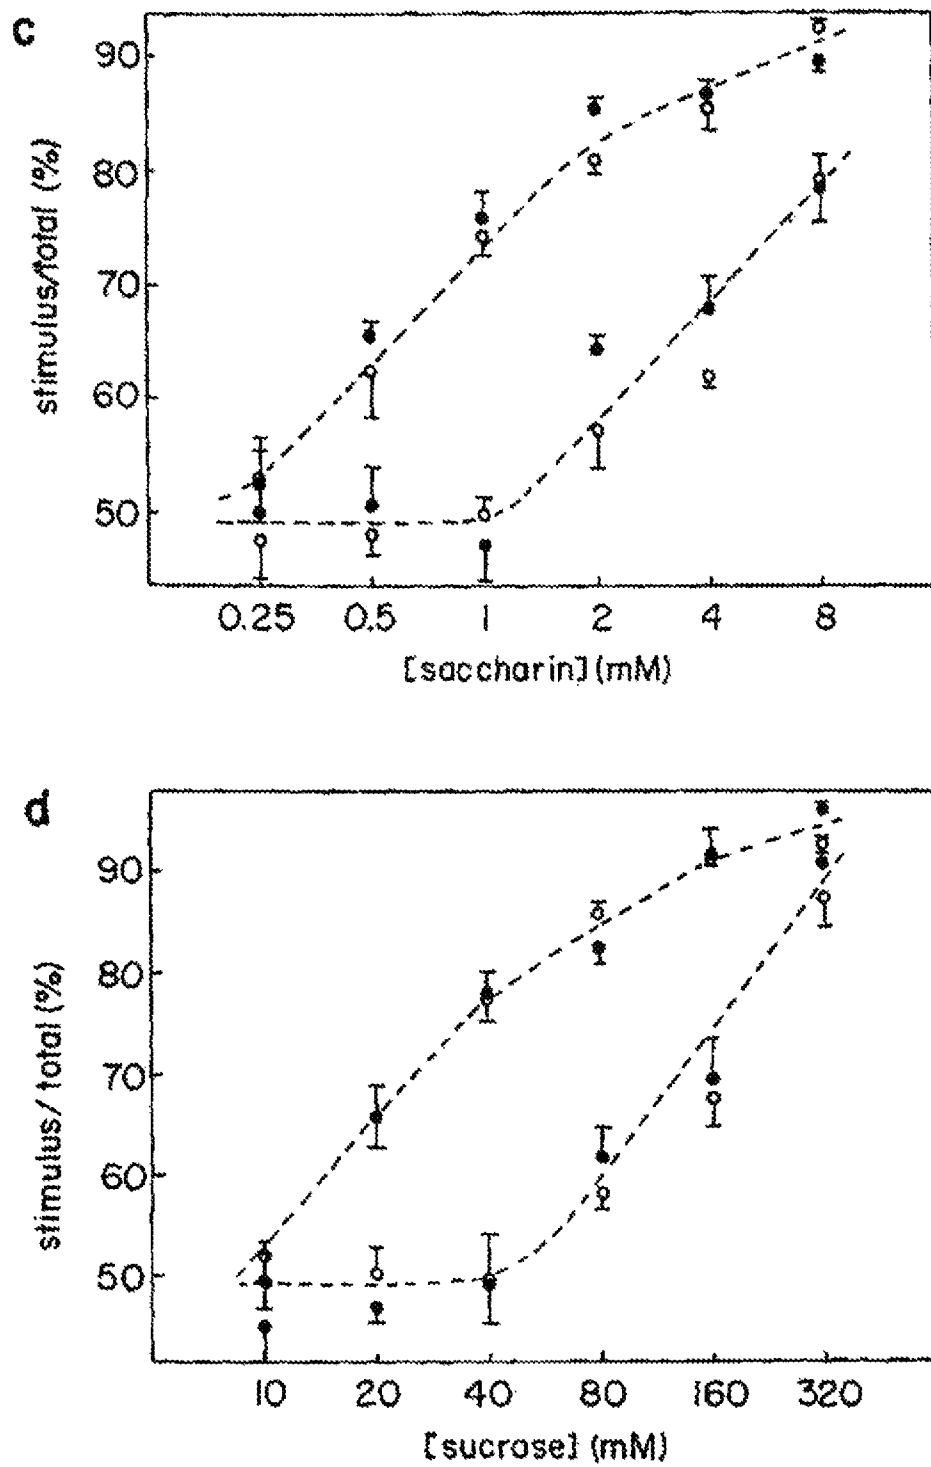 c
90
80
70
60
50
stimulus/total (%)
0.25 0.5 1 2 4 8
[saccharin] (mM)
d
90
80
70
60
50
stimulus/ total (%)
10 20 40 80 160 320
[sucrose] (mM)